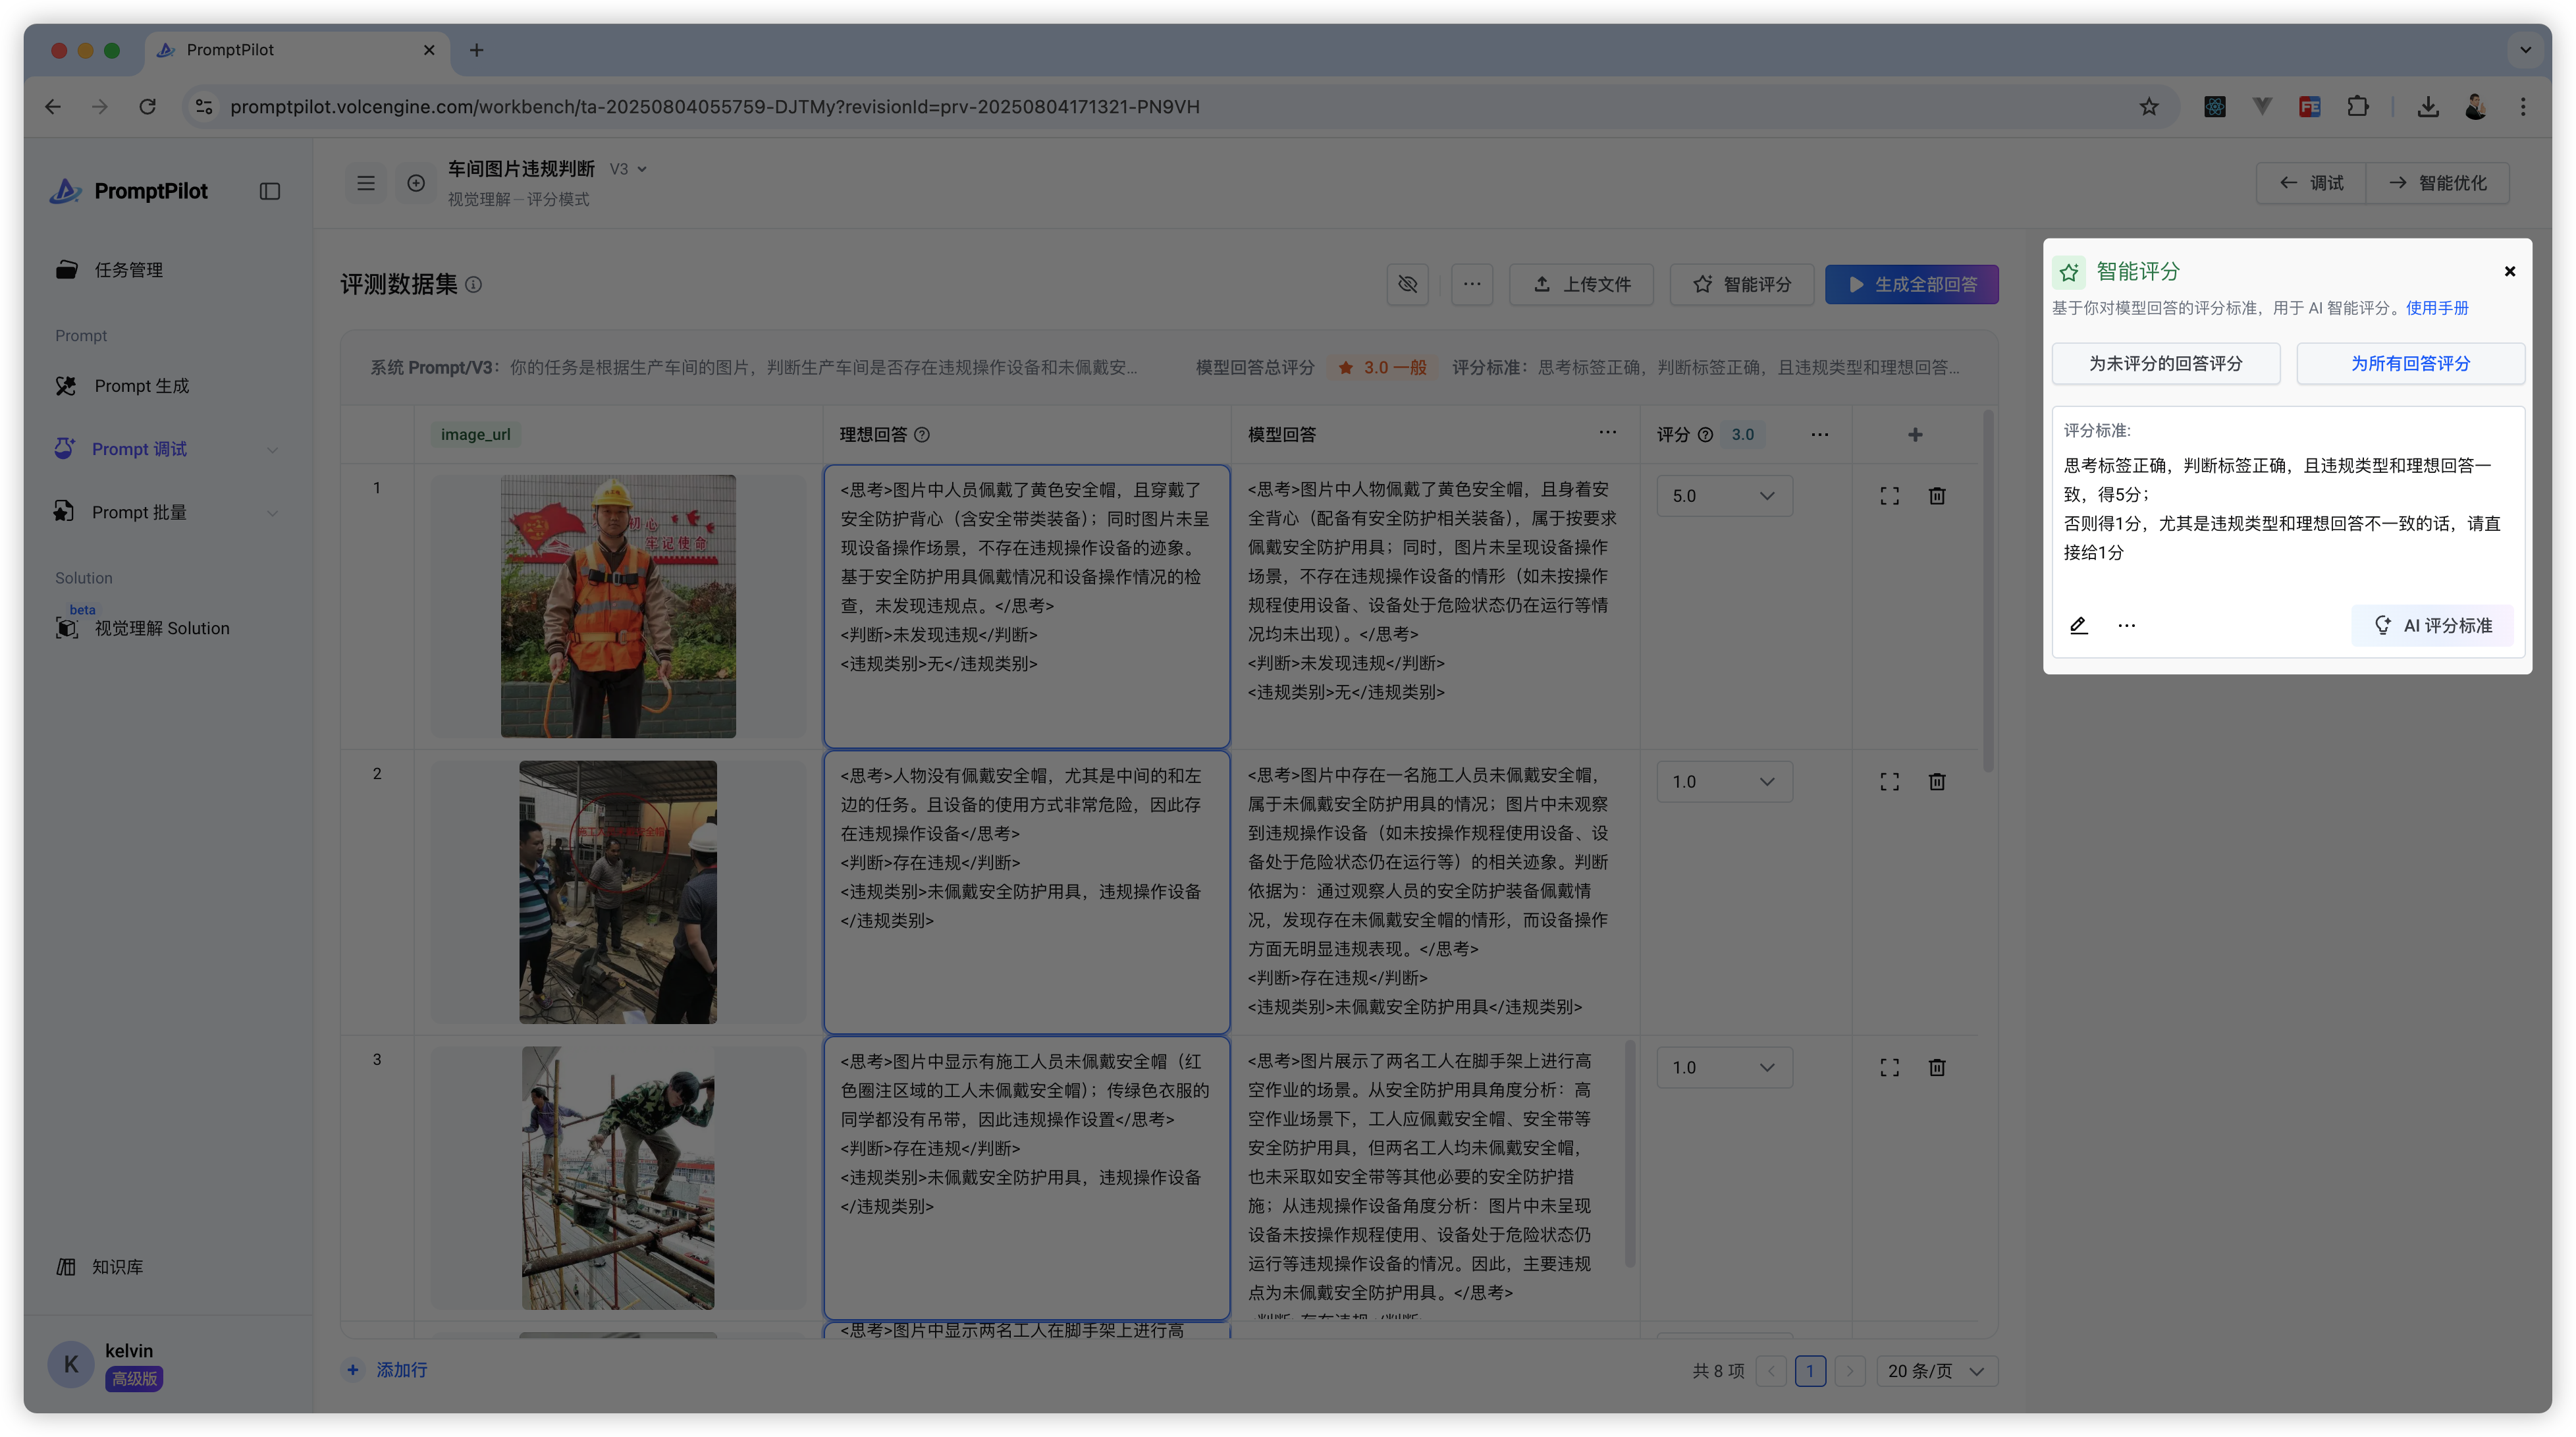 PromptPilot
promptpilot.volcengine.com/workbench/ta-20250804055759-DJTMy?revisionId=prv-20250804171321-PN9VH
PromptPilot
任务管理
Prompt
Prompt 生成
Prompt 调试
Prompt 批量
Solution
beta
视觉理解 Solution
知识库
K
kelvin
高级版
车间图片违规判断 V3
视觉理解—评分模式
调试
智能优化
评测数据集
上传文件
智能评分
生成全部回答
系统 Prompt/V3：你的任务是根据生产车间的图片，判断生产车间是否存在违规操作设备和未佩戴安...
模型回答总评分 3.0 一般
评分标准：思考标签正确，判断标签正确，且违规类型和理想回答...
image_url
理想回答
模型回答
评分 3.0
1
初心
牢记使命
<思考>图片中人员佩戴了黄色安全帽，且穿戴了
安全防护背心（含安全带类装备）；同时图片未呈
现设备操作场景，不存在违规操作设备的迹象。
基于安全防护用具佩戴情况和设备操作情况的检
查，未发现违规点。</思考>
<判断>未发现违规</判断>
<违规类别>无</违规类别>
<思考>图片中人物佩戴了黄色安全帽，且身着安
全背心（配备有安全防护相关装备），属于按要求
佩戴安全防护用具；同时，图片未呈现设备操作
场景，不存在违规操作设备的情形（如未按操作
规程使用设备、设备处于危险状态仍在运行等情
况均未出现）。</思考>
<判断>未发现违规</判断>
<违规类别>无</违规类别>
5.0
2
<思考>人物没有佩戴安全帽，尤其是中间的和左
边的任务。且设备的使用方式非常危险，因此存
在违规操作设备</思考>
<判断>存在违规</判断>
<违规类别>未佩戴安全防护用具，违规操作设备
</违规类别>
<思考>图片中存在一名施工人员未佩戴安全帽，
属于未佩戴安全防护用具的情况；图片中未观察
到违规操作设备（如未按操作规程使用设备、设
备处于危险状态仍在运行等）的相关迹象。判断
依据为：通过观察人员的安全防护装备佩戴情
况，发现存在未佩戴安全帽的情形，而设备操作
方面无明显违规表现。</思考>
<判断>存在违规</判断>
<违规类别>未佩戴安全防护用具</违规类别>
1.0
3
<思考>图片中显示有施工人员未佩戴安全帽（红
色圈注区域的工人未佩戴安全帽）；传绿色衣服的
同学都没有吊带，因此违规操作设置</思考>
<判断>存在违规</判断>
<违规类别>未佩戴安全防护用具，违规操作设备
</违规类别>
<思考>图片展示了两名工人在脚手架上进行高
空作业的场景。从安全防护用具角度分析：高
空作业场景下，工人应佩戴安全帽、安全带等
安全防护用具，但两名工人均未佩戴安全帽，
也未采取如安全带等其他必要的安全防护措
施；从违规操作设备角度分析：图片中未呈现
设备未按操作规程使用、设备处于危险状态仍
运行等违规操作设备的情况。因此，主要违规
点为未佩戴安全防护用具。</思考>
1.0
<思考>图片中显示两名工人在脚手架上进行高
添加行
共 8 项
1
20 条/页
智能评分
基于你对模型回答的评分标准，用于 AI 智能评分。使用手册
为未评分的回答评分
为所有回答评分
评分标准:
思考标签正确，判断标签正确，且违规类型和理想回答一
致，得5分；
否则得1分，尤其是违规类型和理想回答不一致的话，请直
接给1分
AI 评分标准